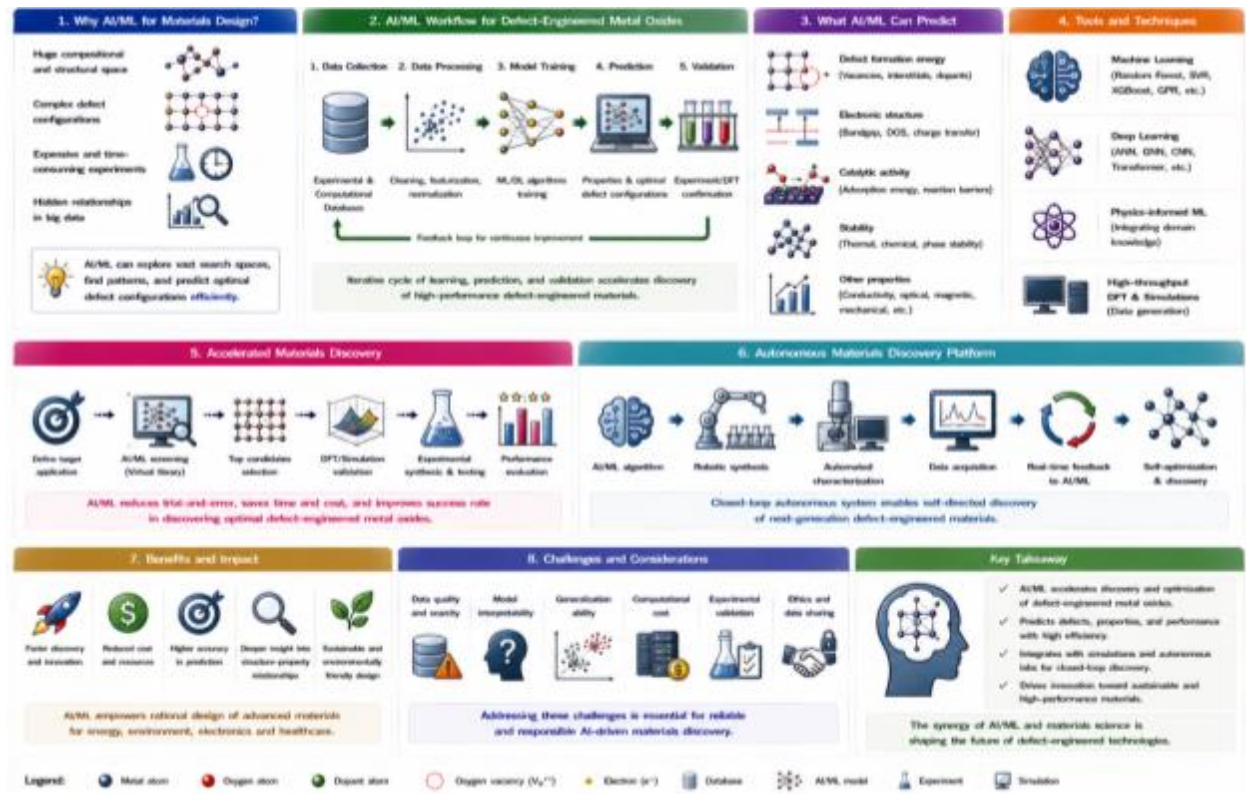 1. Why AI/ML for Materials Design?
Huge compositional
and structural space
Complex defect
configurations
Expensive and time-
consuming experiments
Hidden relationships
in big data
AI/ML can explore vast search spaces,
find patterns, and predict optimal
defect configurations efficiently.
2. AI/ML Workflow for Defect-Engineered Metal Oxides
1. Data Collection
2. Data Processing
3. Model Training
4. Prediction
5. Validation
Experimental &
Computational
Databases
Cleaning, featurization,
normalization
ML/DL algorithms
training
Properties & optimal
defect configurations
Experiment/DFT
confirmation
Feedback loop for continuous improvement
Iterative cycle of learning, prediction, and validation accelerates discovery
of high-performance defect-engineered materials.
3. What AI/ML Can Predict
Defect formation energy
(Vacancies, interstitials, dopants)
Electronic structure
(Bandgap, DOS, charge transfer)
Catalytic activity
(Adsorption energy, reaction barriers)
Stability
(Thermal, chemical, phase stability)
Other properties
(Conductivity, optical, magnetic,
mechanical, etc.)
4. Tools and Techniques
Machine Learning
(Random Forest, SVR,
XGBoost, GPR, etc.)
Deep Learning
(ANN, GNN, CNN,
Transformer, etc.)
Physics-informed ML
(Integrating domain
knowledge)
High-throughput
DFT & Simulations
(Data generation)
5. Accelerated Materials Discovery
Define target
application
AI/ML screening
(Virtual library)
Top candidates
selection
DFT/Simulation
validation
Experimental
synthesis & testing
Performance
evaluation
AI/ML reduces trial-and-error, saves time and cost, and improves success rate
in discovering optimal defect-engineered metal oxides.
6. Autonomous Materials Discovery Platform
AI/ML algorithm
Robotic synthesis
Automated
characterization
Data acquisition
Real-time feedback
to AI/ML
Self-optimization
& discovery
Closed-loop autonomous system enables self-directed discovery
of next-generation defect-engineered materials.
7. Benefits and Impact
Faster discovery
and innovation
Reduced cost
and resources
Higher accuracy
in prediction
Deeper insight into
structure-property
relationships
Sustainable and
environmentally
friendly design
AI/ML empowers rational design of advanced materials
for energy, environment, electronics and healthcare.
8. Challenges and Considerations
Data quality
and scarcity
Model
interpretability
Generalization
ability
Computational
cost
Experimental
validation
Ethics and
data sharing
Addressing these challenges is essential for reliable
and responsible AI-driven materials discovery.
Key Takeaway
✓ AI/ML accelerates discovery and optimization
of defect-engineered metal oxides.
✓ Predicts defects, properties, and performance
with high efficiency.
✓ Integrates with simulations and autonomous
labs for closed-loop discovery.
✓ Drives innovation toward sustainable and
high-performance materials.
The synergy of AI/ML and materials science is
shaping the future of defect-engineered technologies.
Legend:
Metal atom
Oxygen atom
Dopant atom
Oxygen vacancy
Electron (e⁻)
Database
AI/ML model
Experiment
Simulation